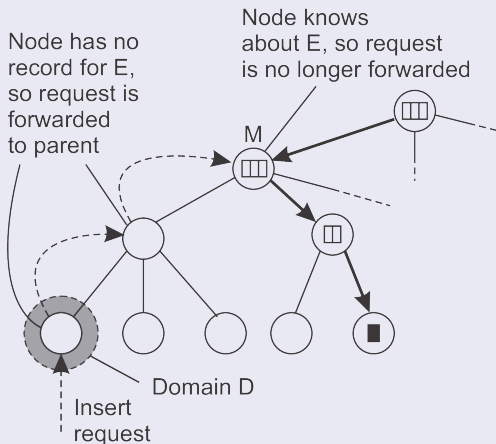 Node has no
record for E,
so request is
forwarded
to parent
Node knows
about E, so request
is no longer forwarded
M
Domain D
Insert
request